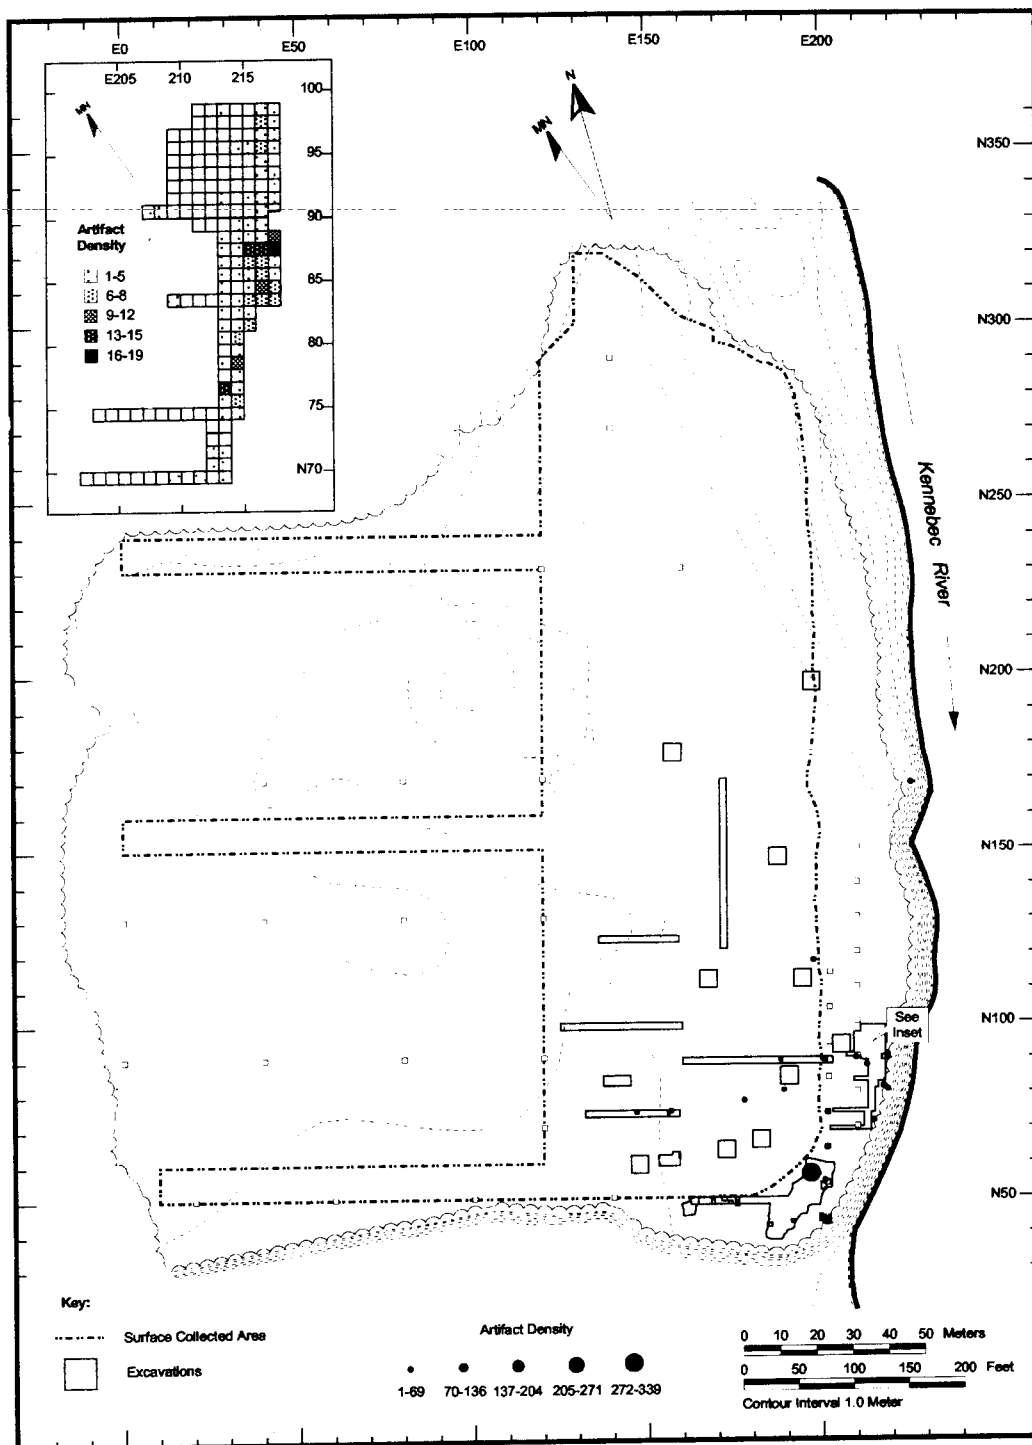 E0 E50 E100 E150 E200
E205 210 215
100
95
90
85
80
75
N70
MN
Artifact
Density
1-5
6-8
9-12
13-15
16-19
N
MN
N350
N300
N250
N200
N150
N100
N50
Kennebec River
See
Inset
Key:
Surface Collected Area
Excavations
Artifact Density
1-69 70-136 137-204 205-271 272-339
0 10 20 30 40 50 Meters
0 50 100 150 200 Feet
Contour Interval 1.0 Meter